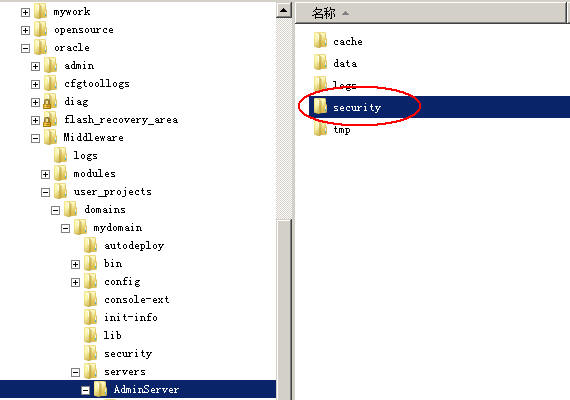 mywork
opensource
oracle
admin
cfgtoollogs
diag
flash_recovery_area
Middleware
logs
modules
user_projects
domains
mydomain
autodeploy
bin
config
console-ext
init-info
lib
security
servers
AdminServer
名称
cache
data
logs
security
tmp